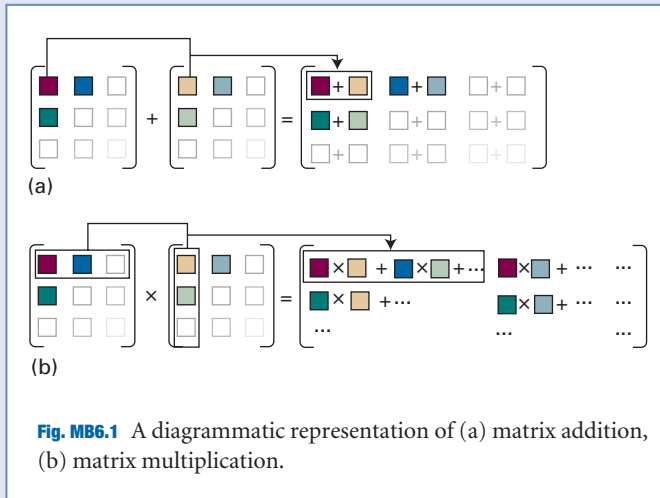 + = + + +
+ + +
+ + +
(a)
× = × + × +... × + ... ...
× +... × + ... ...
... ... ...
(b)
Fig. MB6.1 A diagrammatic representation of (a) matrix addition,
(b) matrix multiplication.